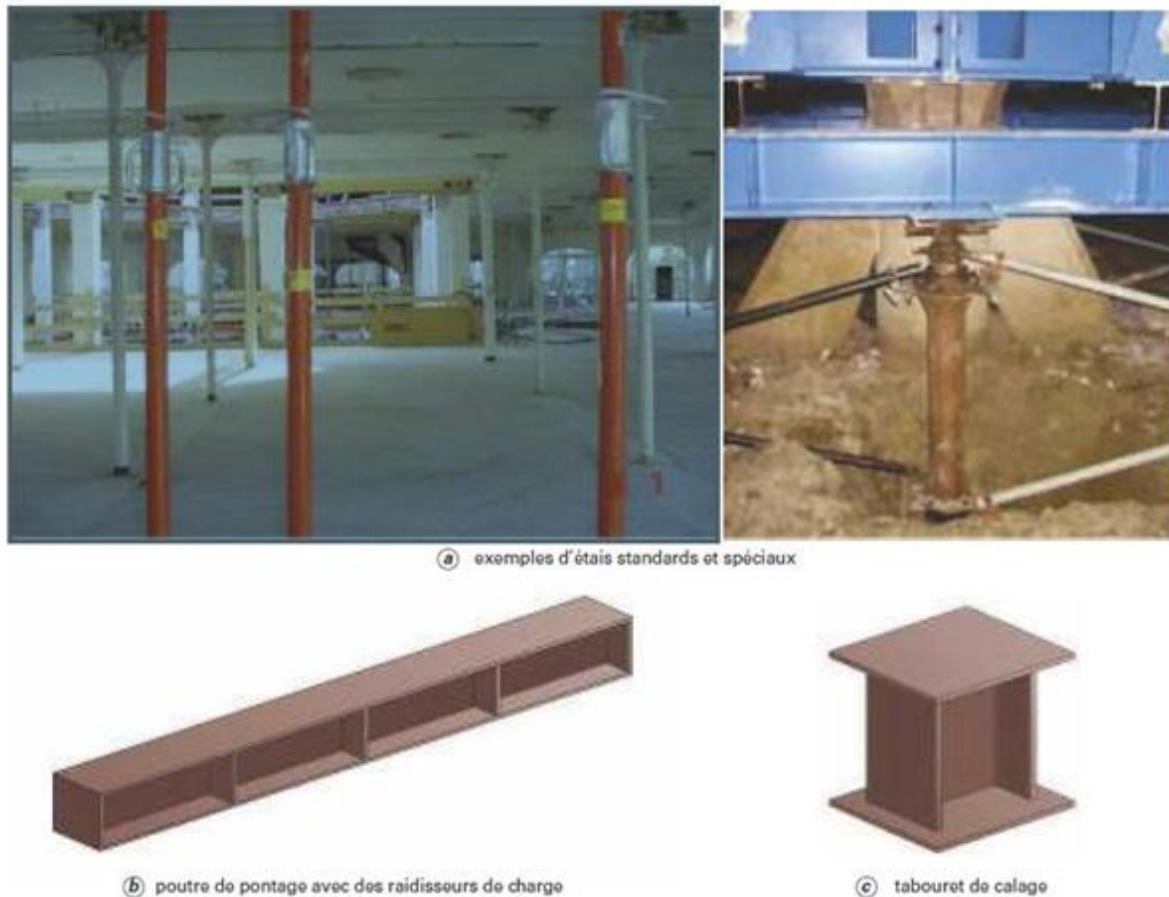 a exemples d'étais standards et spéciaux
b poutre de pontage avec des raidisseurs de charge
c tabouret de calage